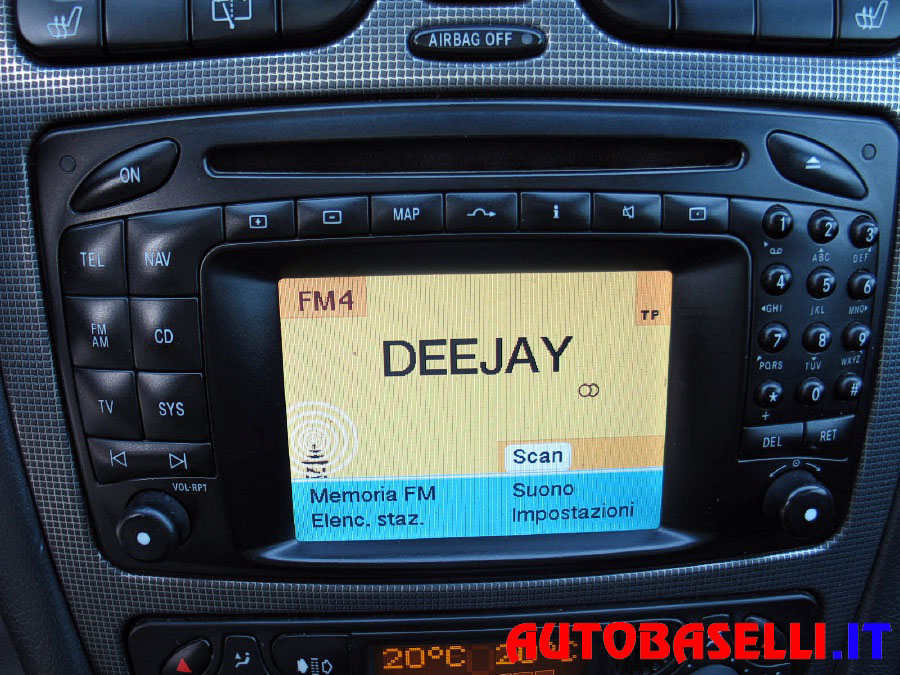 AIRBAG OFF
ON
MAP
i
TEL
NAV
FM
AM
CD
TV
SYS
VOL-RPT
FM4
TP
DEEJAY
Scan
Memoria FM
Suono
Elenc. staz.
Impostazioni
1 2 3
ABC DEF
4 5 6
GHI JKL MNO
7 8 9
PQRS TUV WXYZ
* 0 #
+
DEL RET
20°C
AUTOBASELLI.IT